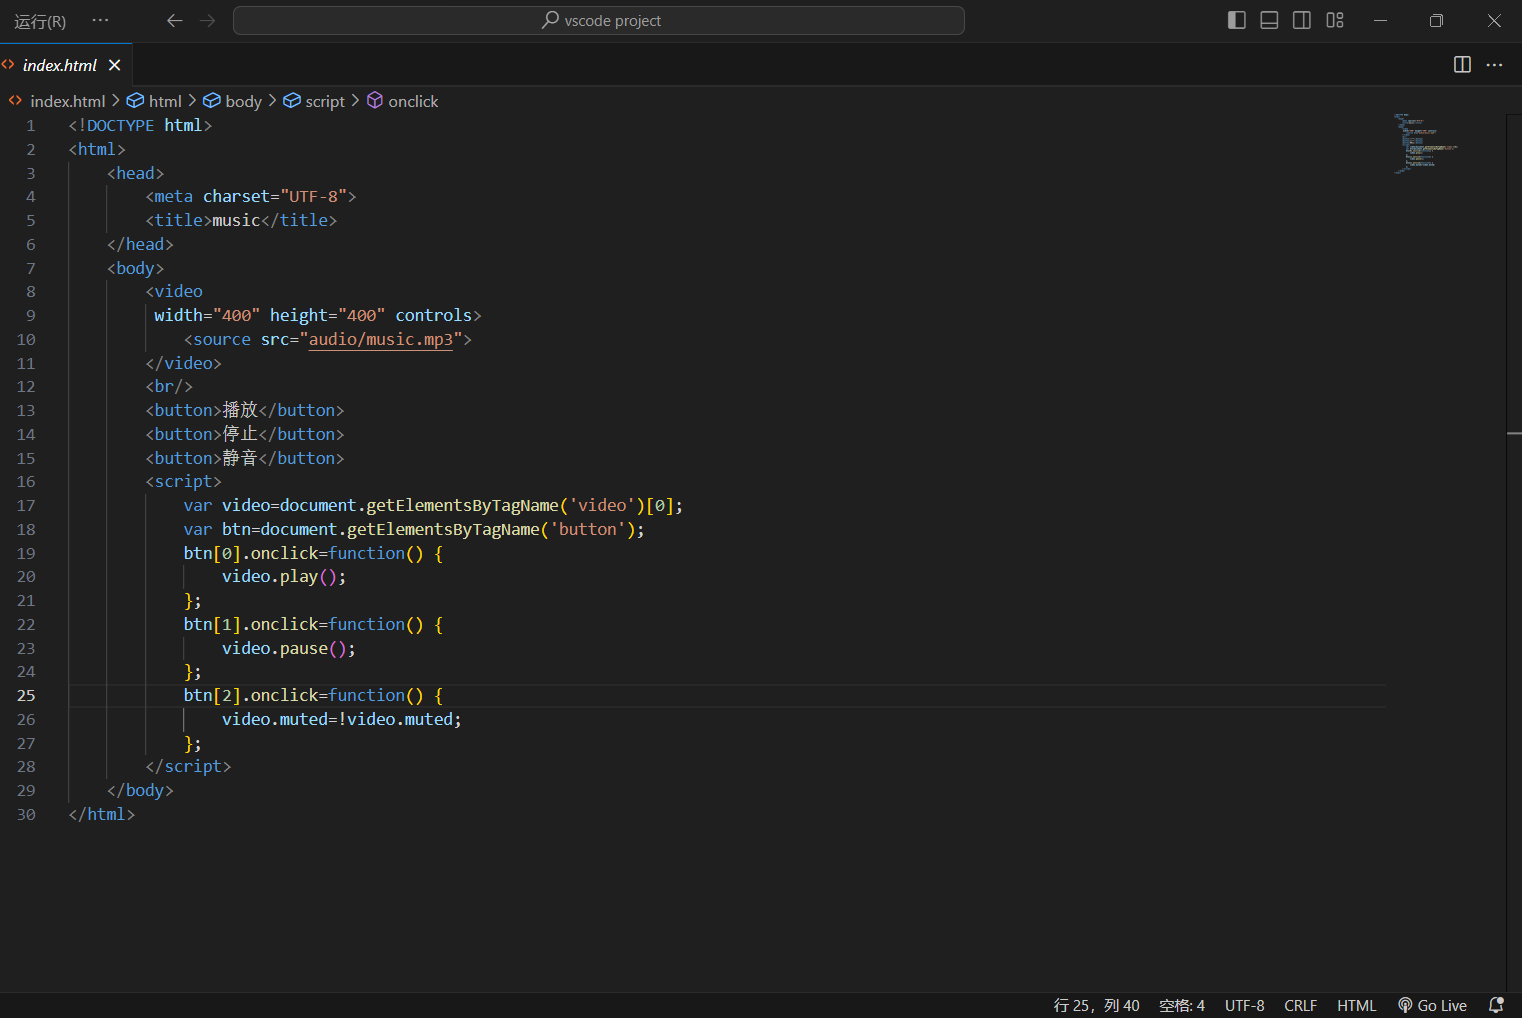 运行(R) ··· vscode project
index.html
index.html > html > body > script > onclick
1 <!DOCTYPE html>
2 <html>
3 <head>
4 <meta charset="UTF-8">
5 <title>music</title>
6 </head>
7 <body>
8 <video
9 width="400" height="400" controls>
10 <source src="audio/music.mp3">
11 </video>
12 <br/>
13 <button>播放</button>
14 <button>停止</button>
15 <button>静音</button>
16 <script>
17 var video=document.getElementsByTagName('video')[0];
18 var btn=document.getElementsByTagName('button');
19 btn[0].onclick=function() {
20 video.play();
21 };
22 btn[1].onclick=function() {
23 video.pause();
24 };
25 btn[2].onclick=function() {
26 video.muted=!video.muted;
27 };
28 </script>
29 </body>
30 </html>
行 25，列 40 空格: 4 UTF-8 CRLF HTML Go Live